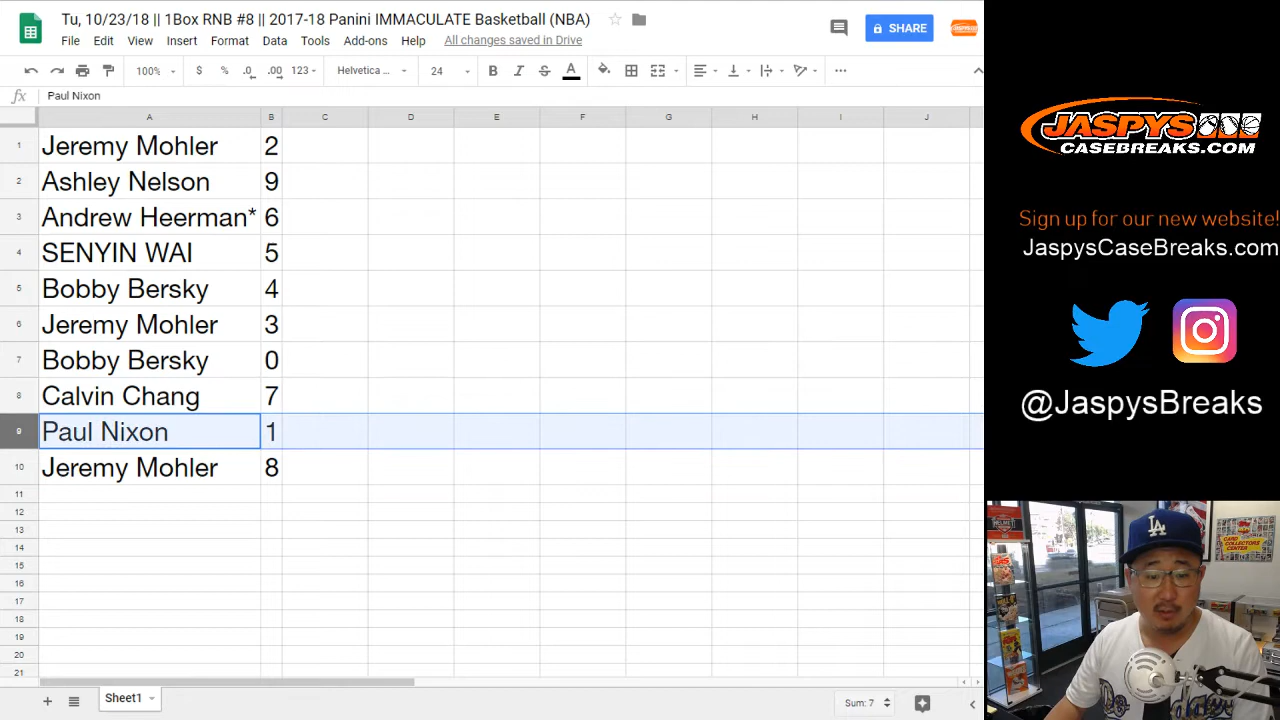 Tu, 10/23/18 || 1Box RNB #8 || 2017-18 Panini IMMACULATE Basketball (NBA)
File Edit View Insert Format Data Tools Add-ons Help All changes saved in Drive
SHARE
100% $ % .0 .00 123 Helvetica ... 24 B I S A
fx Paul Nixon
A B C D E F G H I J
1 Jeremy Mohler 2
2 Ashley Nelson 9
3 Andrew Heerman* 6
4 SENYIN WAI 5
5 Bobby Bersky 4
6 Jeremy Mohler 3
7 Bobby Bersky 0
8 Calvin Chang 7
9 Paul Nixon 1
10 Jeremy Mohler 8
11
12
13
14
15
16
17
18
19
20
21
Sheet1
Sum: 7
JASPYS
CASEBREAKS.COM
Sign up for our new website!
JaspysCaseBreaks.com
@JaspysBreaks
LA
CARD
COLLECTORS
CENTER